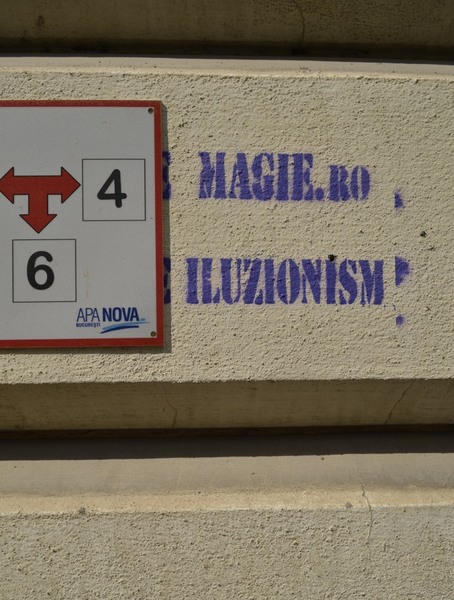 4
6
APA NOVA
BUCUREȘTI
E MAGIE.RO
E ILUZIONISM